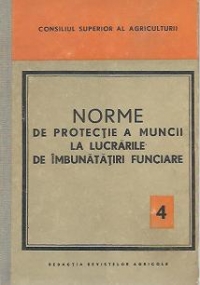 CONSILIUL SUPERIOR AL AGRICULTURII
NORME
DE PROTECȚIE A MUNCII
LA LUCRĂRILE
DE ÎMBUNĂTĂȚIRI FUNCIARE
4
REDACȚIA REVISTELOR AGRICOLE